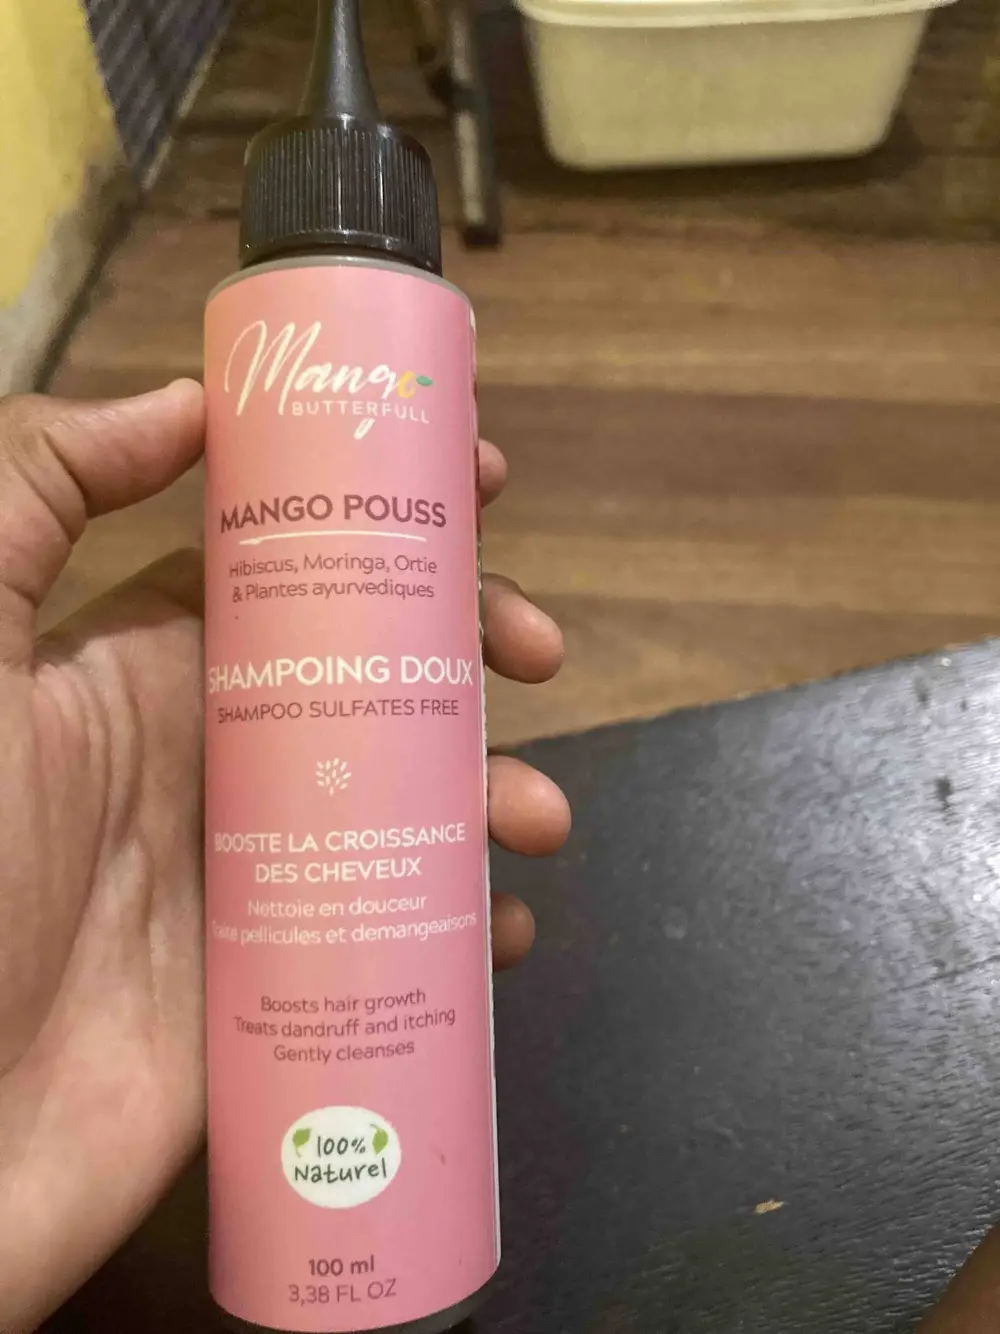 Mango
BUTTERFULL
MANGO POUSS
Hibiscus, Moringa, Ortie
& Plantes ayurvediques
SHAMPOING DOUX
SHAMPOO SULFATES FREE
BOOSTE LA CROISSANCE
DES CHEVEUX
Nettoie en douceur
Traite pellicules et demangeaisons
Boosts hair growth
Treats dandruff and itching
Gently cleanses
100%
Naturel
100 ml
3,38 FL OZ